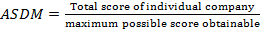 ASDM = Total score of individual company
maximum possible score obtainable